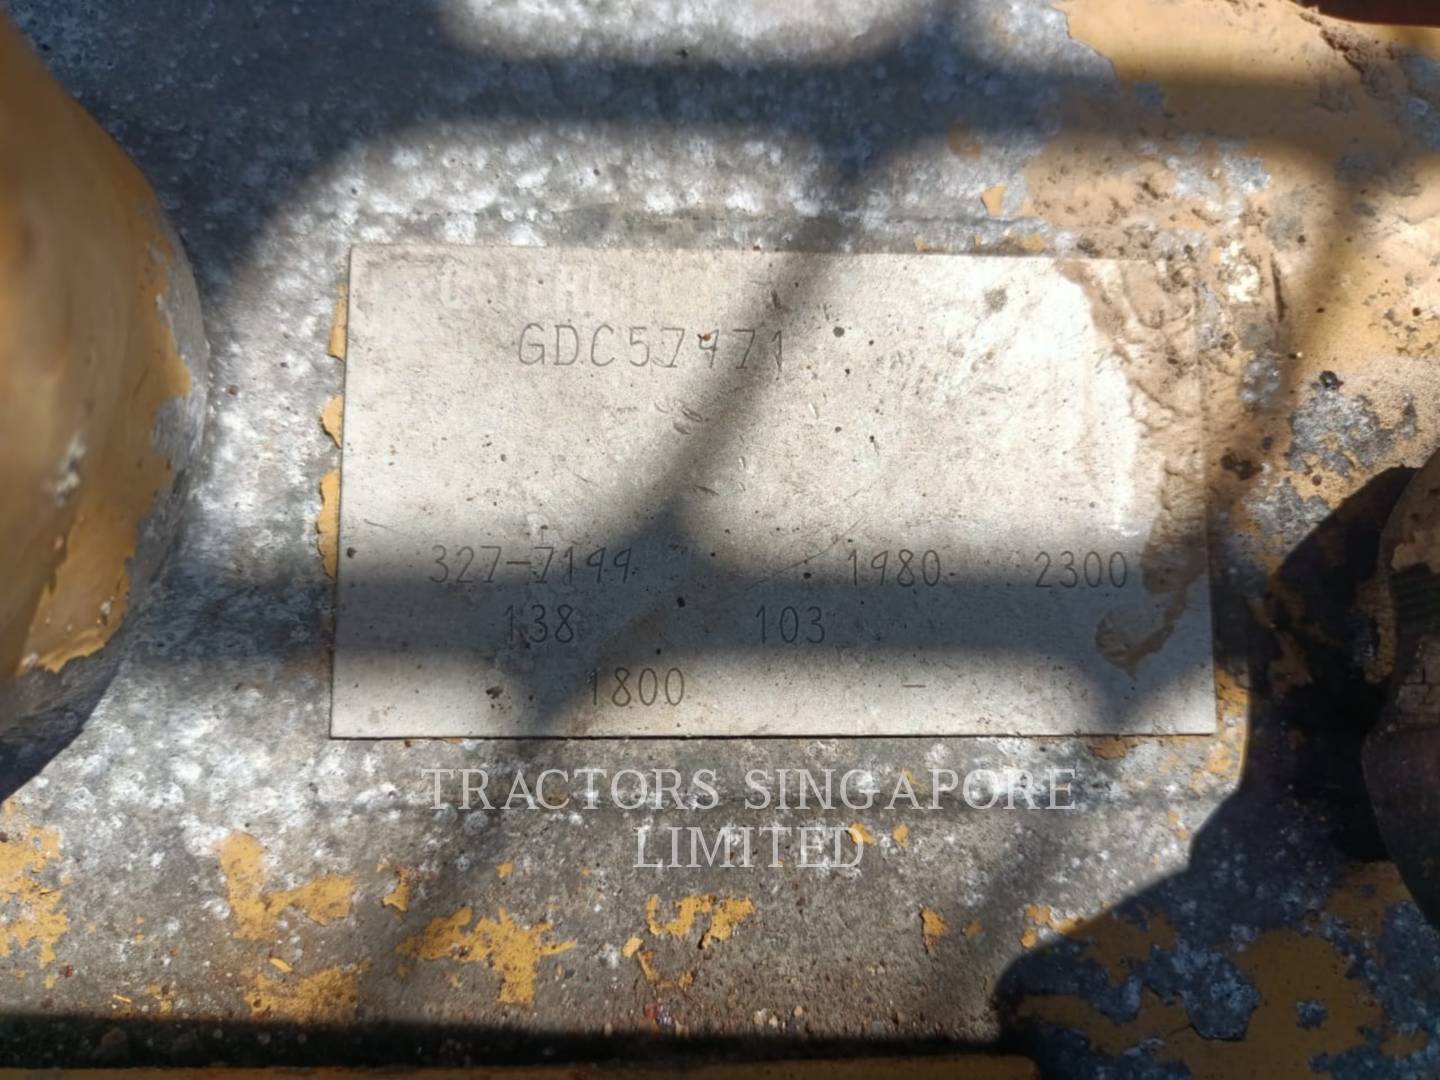 GDC57471
327-7199 1980 2300
138 103
1800 -
TRACTORS SINGAPORE
LIMITED